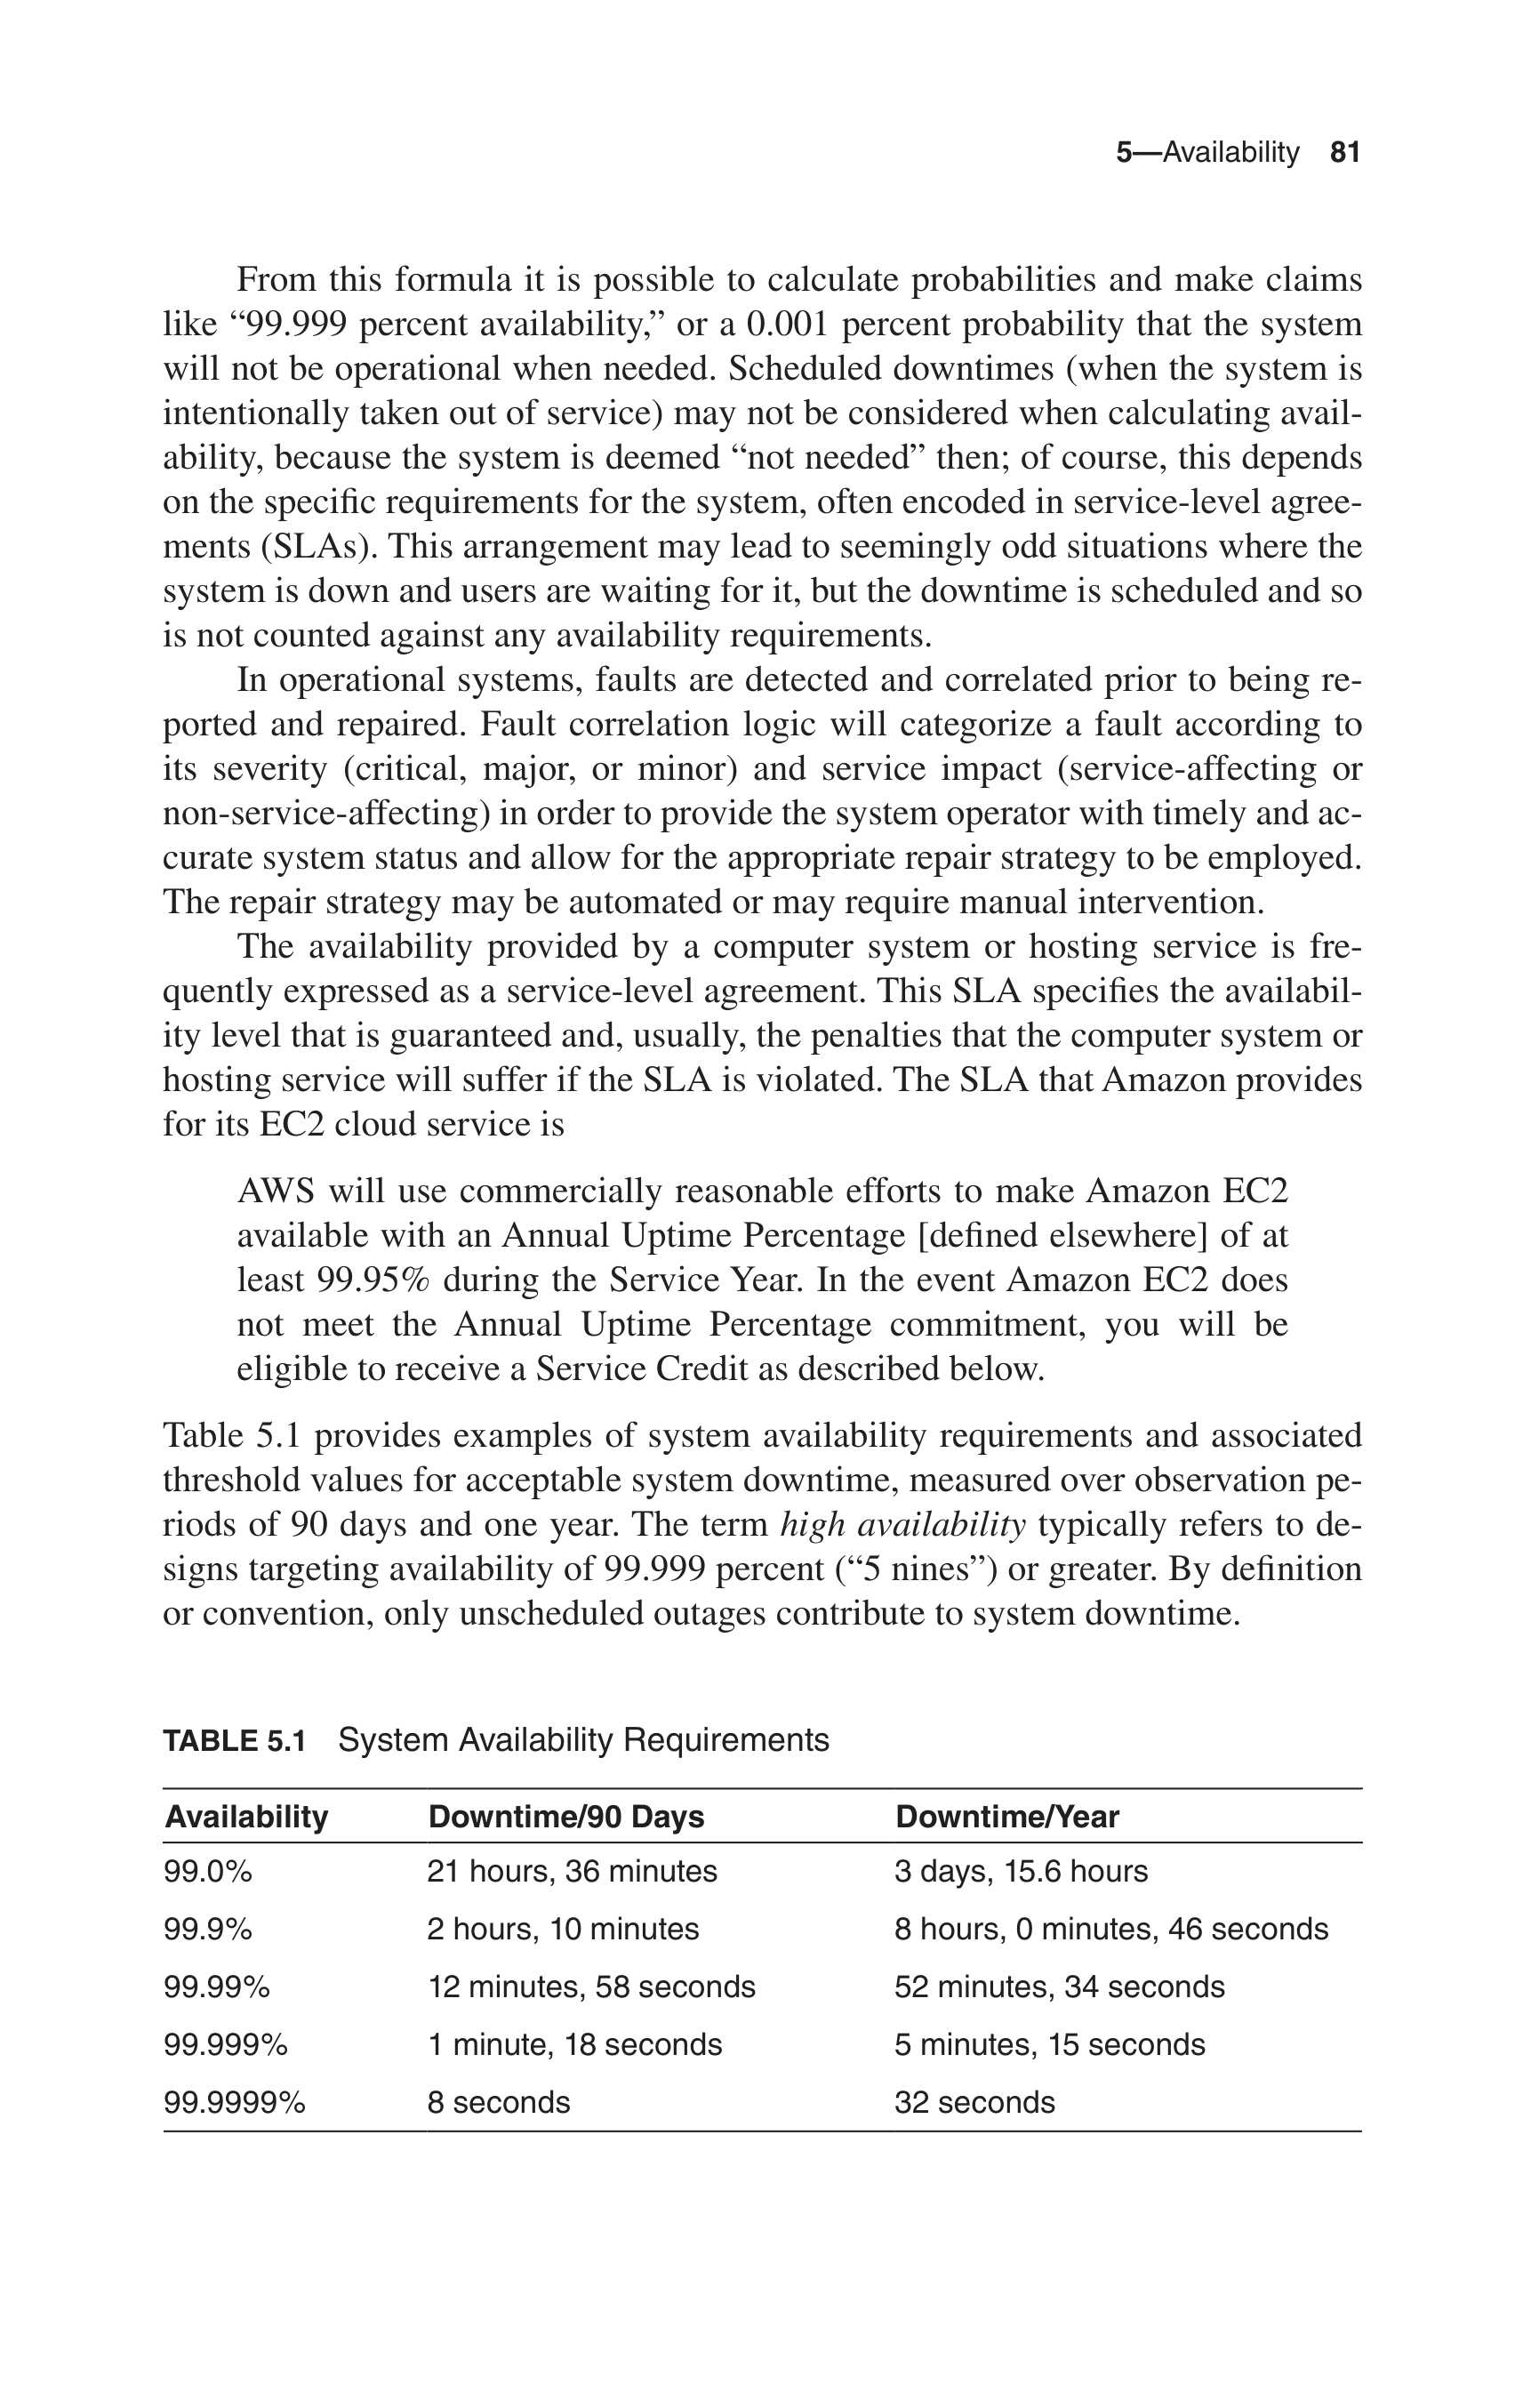 5—Availability 81
From this formula it is possible to calculate probabilities and make claims
like “99.999 percent availability,” or a 0.001 percent probability that the system
will not be operational when needed. Scheduled downtimes (when the system is
intentionally taken out of service) may not be considered when calculating avail-
ability, because the system is deemed “not needed” then; of course, this depends
on the specific requirements for the system, often encoded in service-level agree-
ments (SLAs). This arrangement may lead to seemingly odd situations where the
system is down and users are waiting for it, but the downtime is scheduled and so
is not counted against any availability requirements.
In operational systems, faults are detected and correlated prior to being re-
ported and repaired. Fault correlation logic will categorize a fault according to
its severity (critical, major, or minor) and service impact (service-affecting or
non-service-affecting) in order to provide the system operator with timely and ac-
curate system status and allow for the appropriate repair strategy to be employed.
The repair strategy may be automated or may require manual intervention.
The availability provided by a computer system or hosting service is fre-
quently expressed as a service-level agreement. This SLA specifies the availabil-
ity level that is guaranteed and, usually, the penalties that the computer system or
hosting service will suffer if the SLA is violated. The SLA that Amazon provides
for its EC2 cloud service is
AWS will use commercially reasonable efforts to make Amazon EC2
available with an Annual Uptime Percentage [defined elsewhere] of at
least 99.95% during the Service Year. In the event Amazon EC2 does
not meet the Annual Uptime Percentage commitment, you will be
eligible to receive a Service Credit as described below.
Table 5.1 provides examples of system availability requirements and associated
threshold values for acceptable system downtime, measured over observation pe-
riods of 90 days and one year. The term high availability typically refers to de-
signs targeting availability of 99.999 percent (“5 nines”) or greater. By definition
or convention, only unscheduled outages contribute to system downtime.
TABLE 5.1 System Availability Requirements
Availability Downtime/90 Days Downtime/Year
99.0% 21 hours, 36 minutes 3 days, 15.6 hours
99.9% 2 hours, 10 minutes 8 hours, 0 minutes, 46 seconds
99.99% 12 minutes, 58 seconds 52 minutes, 34 seconds
99.999% 1 minute, 18 seconds 5 minutes, 15 seconds
99.9999% 8 seconds 32 seconds